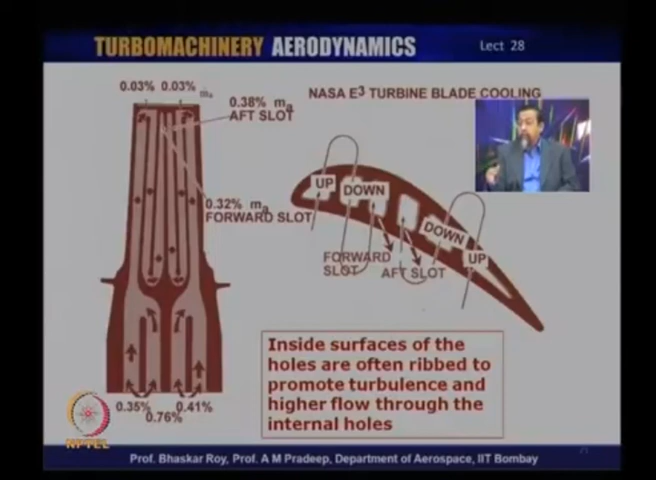 TURBOMACHINERY AERODYNAMICS
Lect 28
0.03% 0.03% ṁa
NASA E3 TURBINE BLADE COOLING
0.38% ma
AFT SLOT
0.32% ma
FORWARD SLOT
UP
DOWN
DOWN
UP
FORWARD
SLOT
AFT SLOT
Inside surfaces of the
holes are often ribbed to
promote turbulence and
higher flow through the
internal holes
0.35%
0.41%
0.76%
NPTEL
Prof. Bhaskar Roy, Prof. A M Pradeep, Department of Aerospace, IIT Bombay